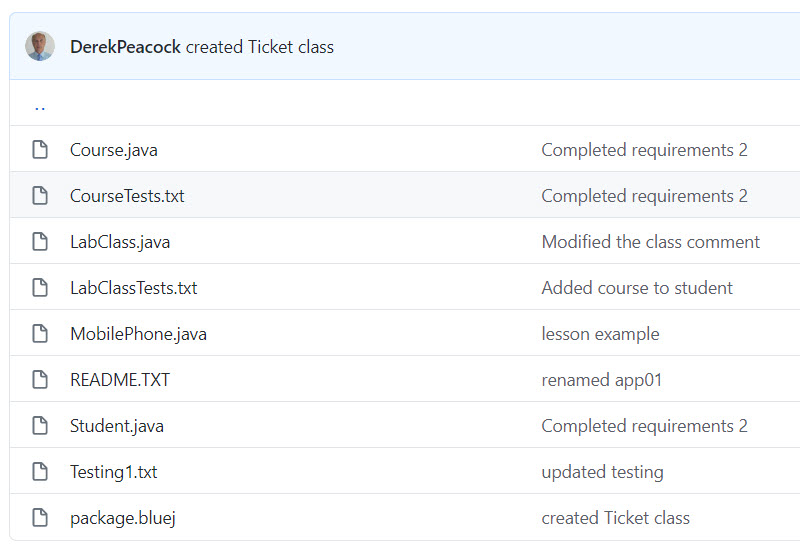 DerekPeacock created Ticket class
..
Course.java Completed requirements 2
CourseTests.txt Completed requirements 2
LabClass.java Modified the class comment
LabClassTests.txt Added course to student
MobilePhone.java lesson example
README.TXT renamed app01
Student.java Completed requirements 2
Testing1.txt updated testing
package.bluej created Ticket class